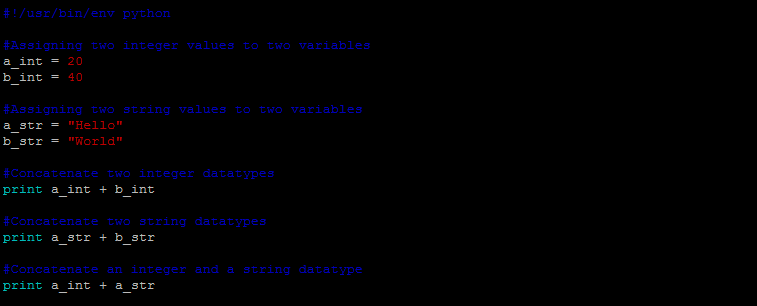 #!/usr/bin/env python
#Assigning two integer values to two variables
a_int = 20
b_int = 40
#Assigning two string values to two variables
a_str = "Hello"
b_str = "World"
#Concatenate two integer datatypes
print a_int + b_int
#Concatenate two string datatypes
print a_str + b_str
#Concatenate an integer and a string datatype
print a_int + a_str